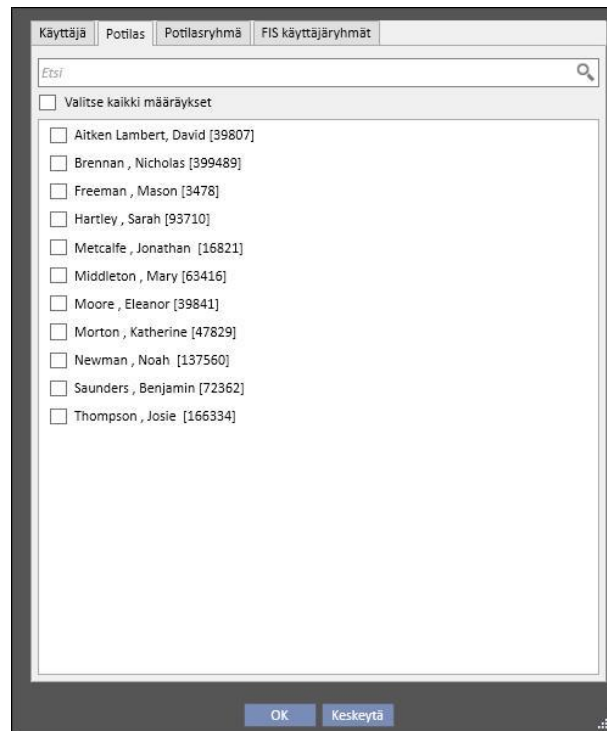 Käyttäjä Potilas Potilasryhmä FIS käyttäjäryhmät
Etsi
Valitse kaikki määräykset
Aitken Lambert, David [39807]
Brennan , Nicholas [399489]
Freeman , Mason [3478]
Hartley , Sarah [93710]
Metcalfe , Jonathan [16821]
Middleton , Mary [63416]
Moore , Eleanor [39841]
Morton , Katherine [47829]
Newman , Noah [137560]
Saunders , Benjamin [72362]
Thompson , Josie [166334]
OK Keskeytä